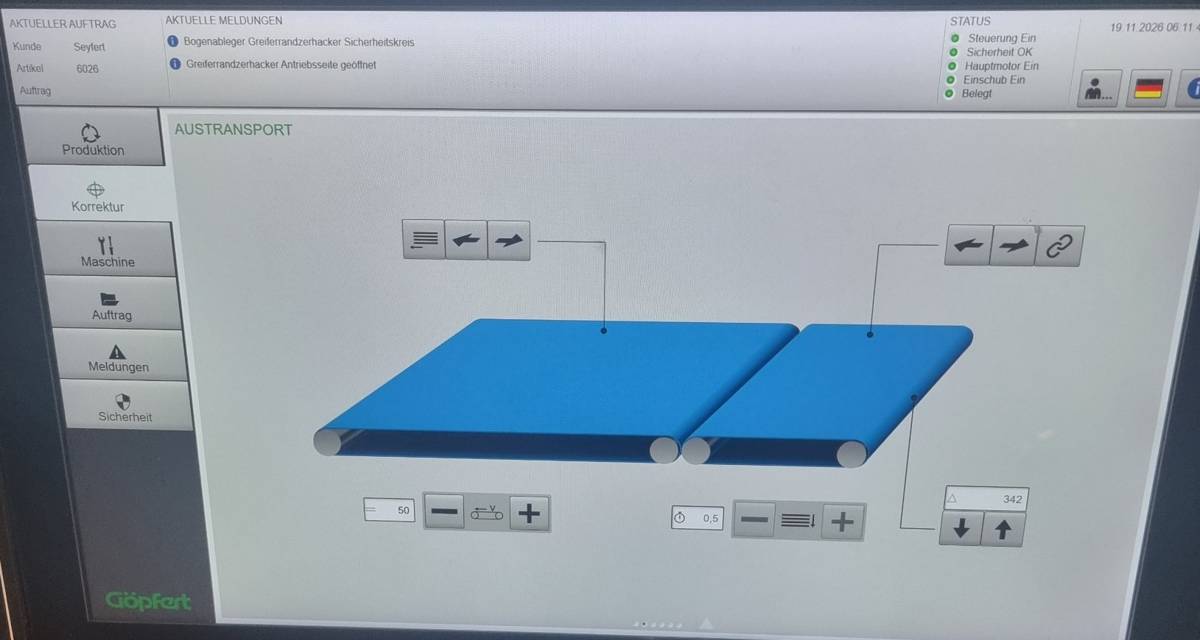 AKTUELLER AUFTRAG
Kunde Seyfert
Artikel 6026
Auftrag
AKTUELLE MELDUNGEN
Bogenableger Greiferrandzerhacker Sicherheitskreis
Greiferrandzerhacker Antriebsseite geöffnet
STATUS
Steuerung Ein
Sicherheit OK
Hauptmotor Ein
Einschub Ein
Belegt
19.11.2026 06:11
Produktion
Korrektur
Maschine
Auftrag
Meldungen
Sicherheit
AUSTRANSPORT
50
V
0,5
342
Göpfert